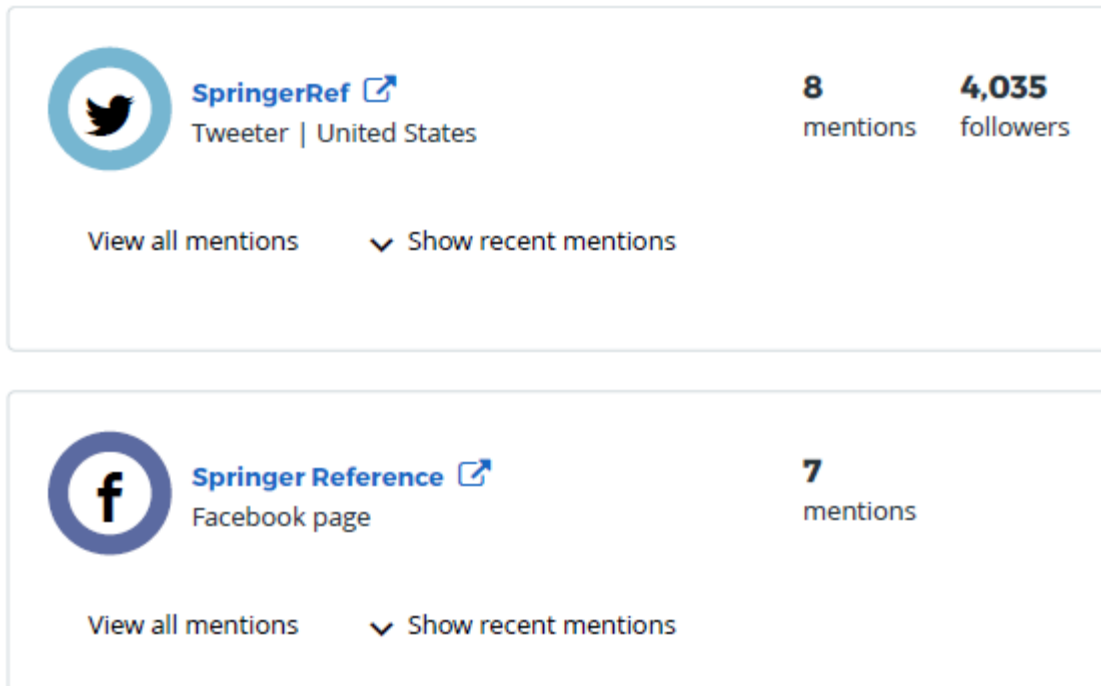 SpringerRef
8
4,035
Tweeter | United States
mentions
followers
View all mentions
Show recent mentions
Springer Reference
7
Facebook page
mentions
View all mentions
Show recent mentions